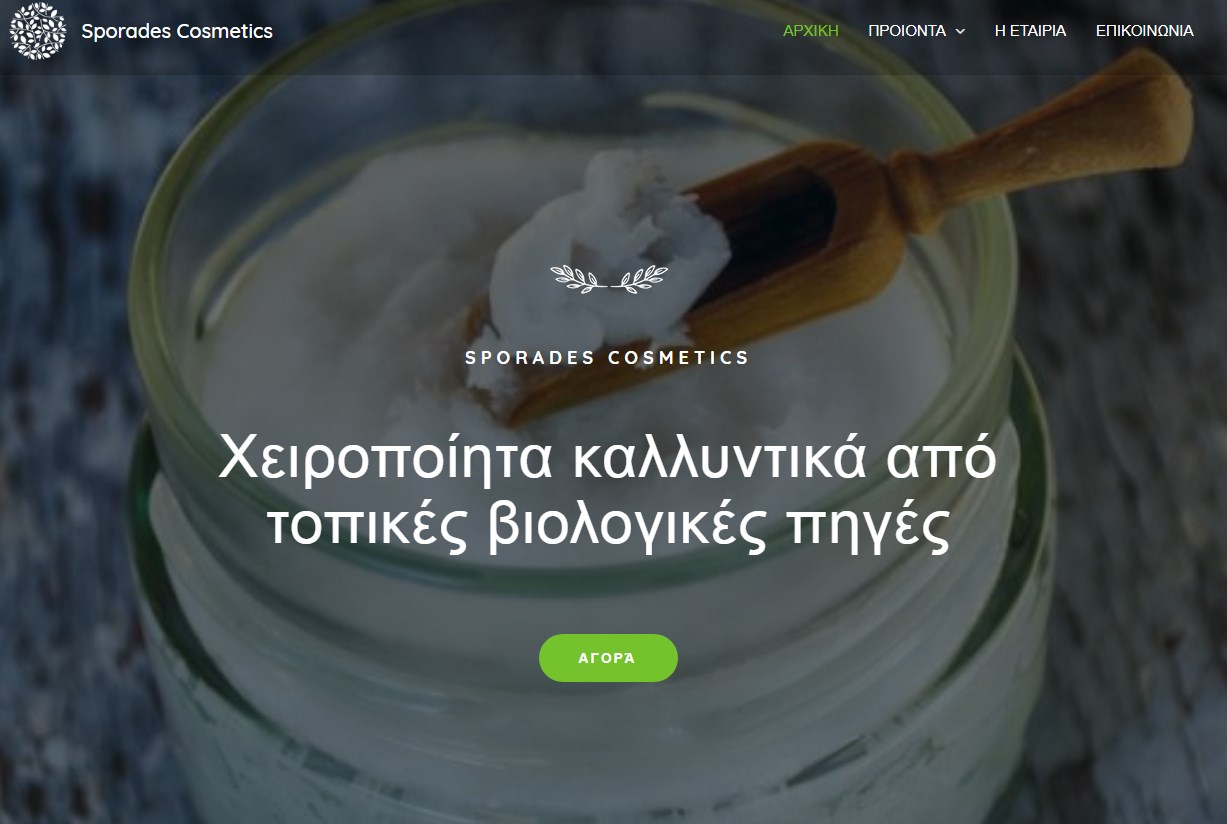 Sporades Cosmetics
ΑΡΧΙΚΗ
ΠΡΟΙΟΝΤΑ
Η ΕΤΑΙΡΙΑ
ΕΠΙΚΟΙΝΩΝΙΑ
SPORADES COSMETICS
Χειροποίητα καλλυντικά από
τοπικές βιολογικές πηγές
ΑΓΟΡΆ